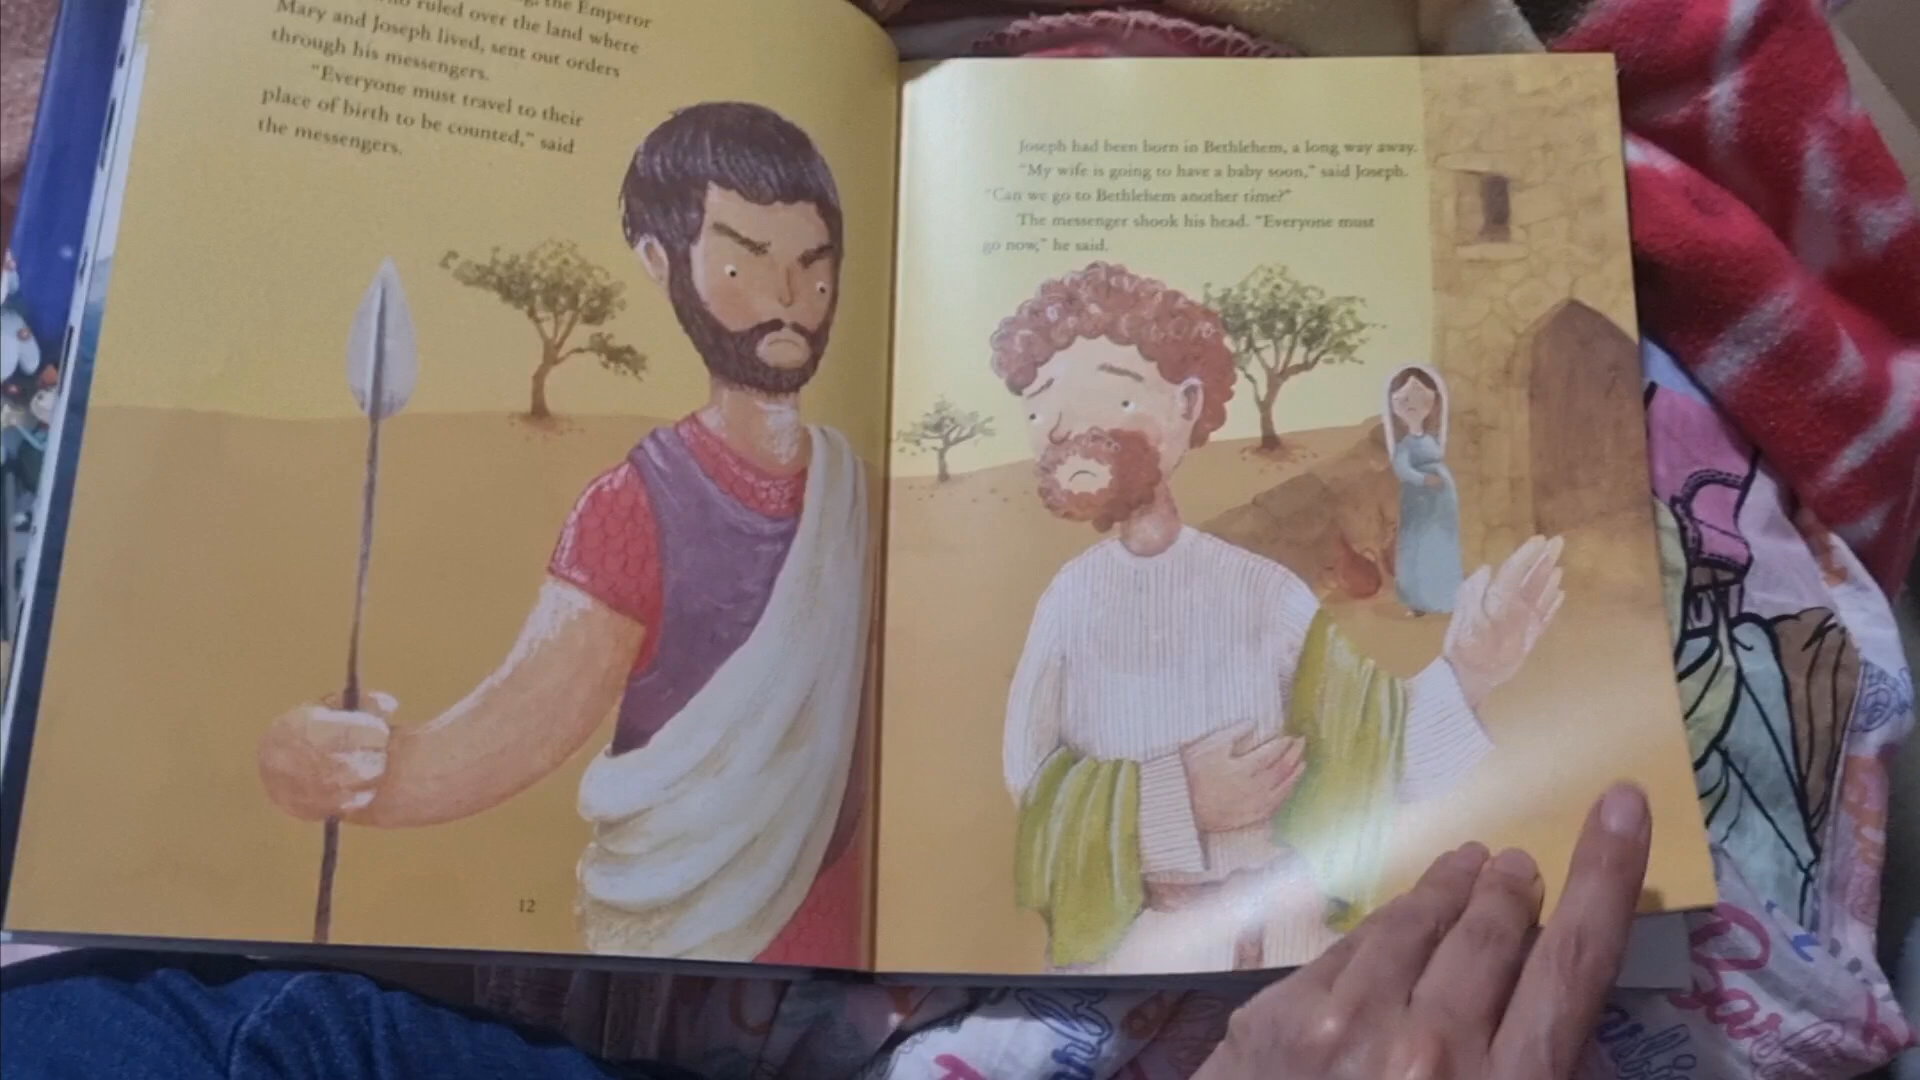 the Emperor
ruled over the land where
Mary and Joseph lived, sent out orders
through his messengers.
"Everyone must travel to their
place of birth to be counted," said
the messengers.
12
Joseph had been born in Bethlehem, a long way away.
"My wife is going to have a baby soon," said Joseph.
"Can we go to Bethlehem another time?"
The messenger shook his head. "Everyone must
go now," he said.